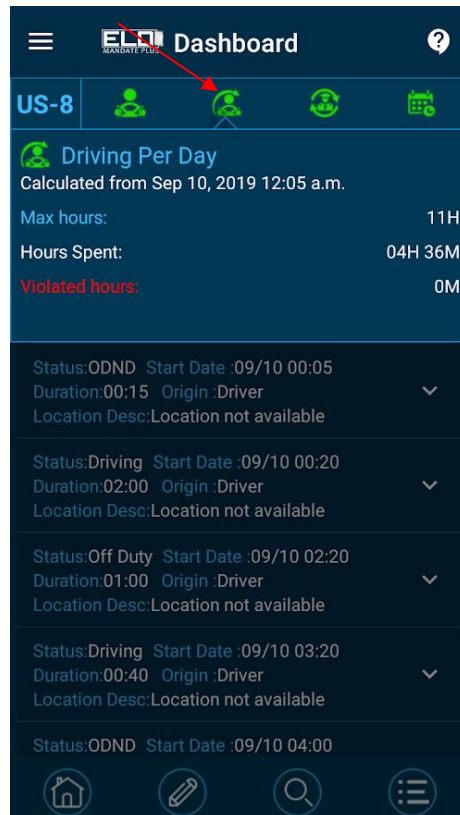 ELD MANDATE PLUS Dashboard ?
US-8
Driving Per Day
Calculated from Sep 10, 2019 12:05 a.m.
Max hours: 11H
Hours Spent: 04H 36M
Violated hours: 0M
Status:ODND Start Date :09/10 00:05
Duration:00:15 Origin :Driver
Location Desc:Location not available
Status:Driving Start Date :09/10 00:20
Duration:02:00 Origin :Driver
Location Desc:Location not available
Status:Off Duty Start Date :09/10 02:20
Duration:01:00 Origin :Driver
Location Desc:Location not available
Status:Driving Start Date :09/10 03:20
Duration:00:40 Origin :Driver
Location Desc:Location not available
Status:ODND Start Date :09/10 04:00